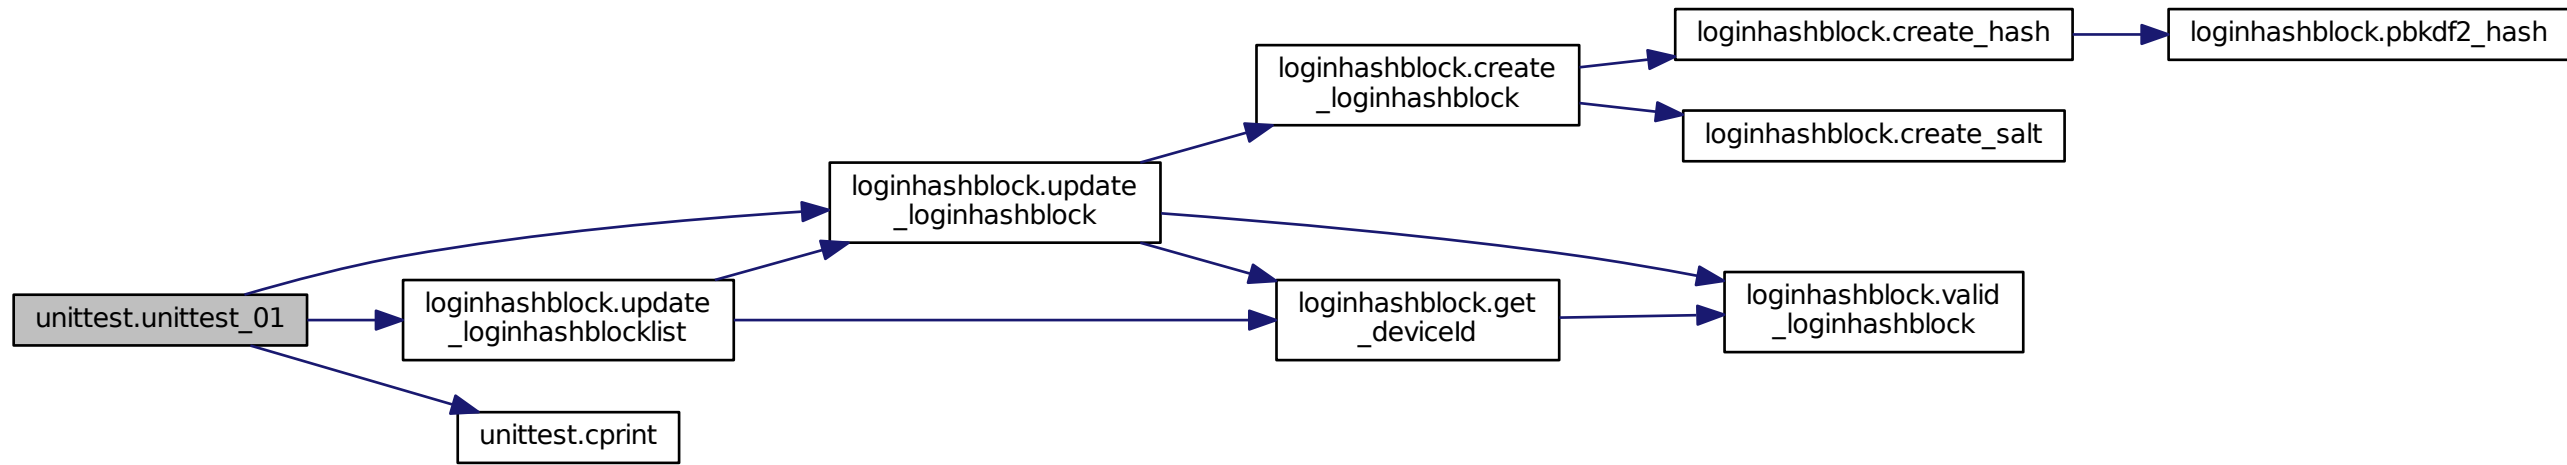 unittest.unittest_01
loginhashblock.update
_loginhashblocklist
unittest.cprint
loginhashblock.update
_loginhashblock
loginhashblock.create
_loginhashblock
loginhashblock.get
_deviceId
loginhashblock.create_hash
loginhashblock.create_salt
loginhashblock.valid
_loginhashblock
loginhashblock.pbkdf2_hash